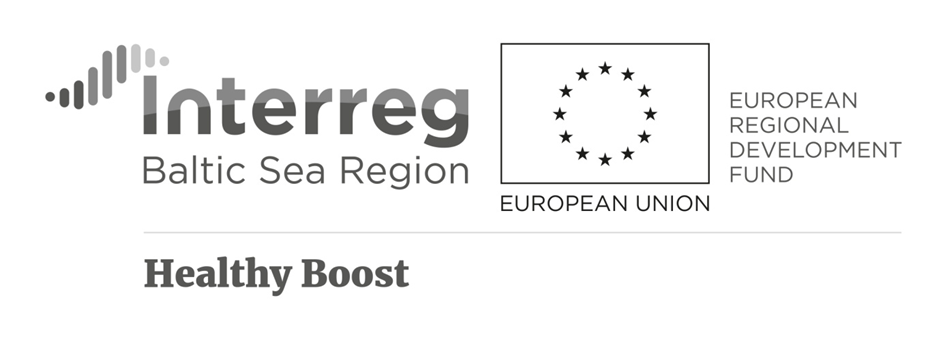 Interreg
Baltic Sea Region
EUROPEAN UNION
EUROPEAN
REGIONAL
DEVELOPMENT
FUND
Healthy Boost